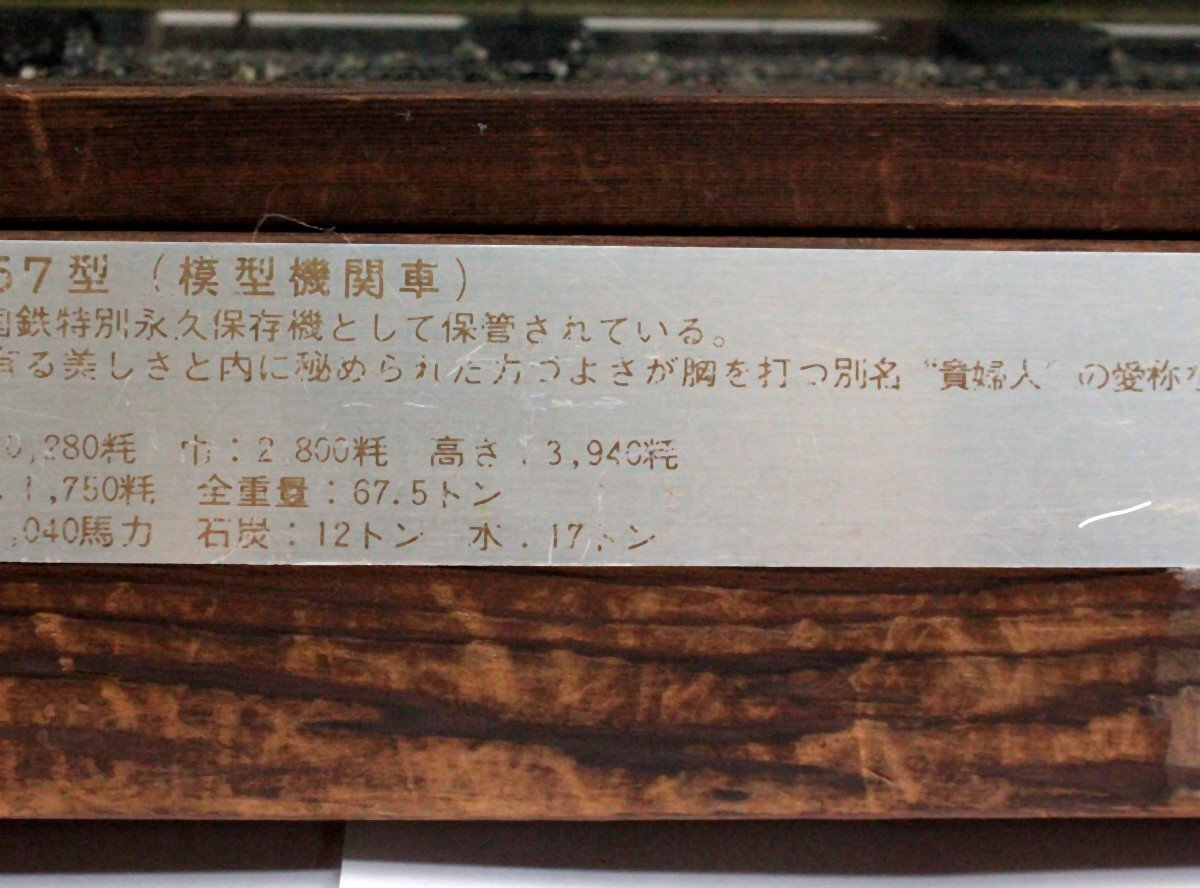 57型（模型機関車）
国鉄特別永久保存機として保管されている。
る美しさと内に秘められた力づよさが胸を打つ別名“貴婦人”の愛称
,280粍 巾：2,800粍 高さ：3,940粍
1,750粍 全重量：67.5トン
,040馬力 石炭：12トン 水：17トン